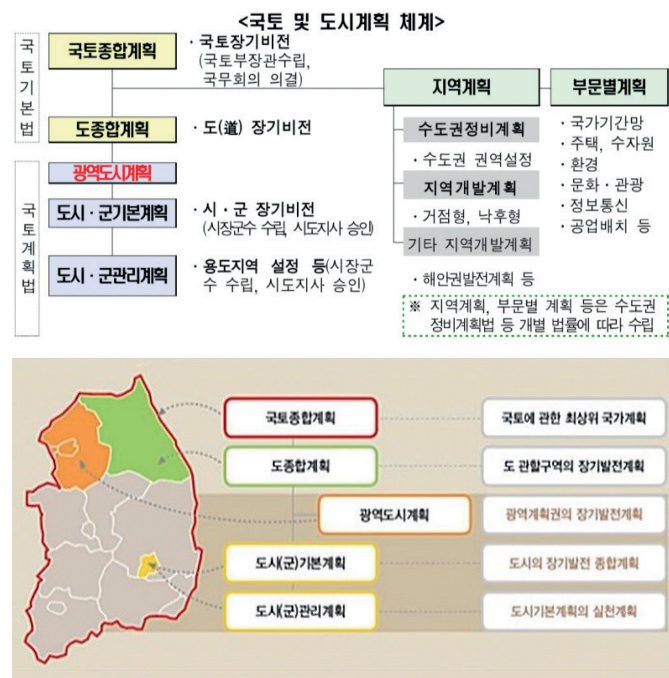 <국토 및 도시계획 체계>
국토기본법
국토종합계획
· 국토장기비전
(국토부장관수립,
국무회의 의결)
도종합계획
· 도(道) 장기비전
지역계획
수도권정비계획
· 수도권 권역설정
지역개발계획
· 거점형, 낙후형
기타 지역개발계획
· 해안권발전계획 등
부문별계획
· 국가기간망
· 주택, 수자원
· 환경
· 문화·관광
· 정보통신
· 공업배치 등
국토계획법
광역도시계획
도시·군기본계획
· 시·군 장기비전
(시장군수 수립, 시도지사 승인)
도시·군관리계획
· 용도지역 설정 등(시장군
수 수립, 시도지사 승인)
※ 지역계획, 부문별 계획 등은 수도권
정비계획법 등 개별 법률에 따라 수립
국토종합계획
국토에 관한 최상위 국가계획
도종합계획
도 관할구역의 장기발전계획
광역도시계획
광역계획권의 장기발전계획
도시(군)기본계획
도시의 장기발전 종합계획
도시(군)관리계획
도시기본계획의 실천계획